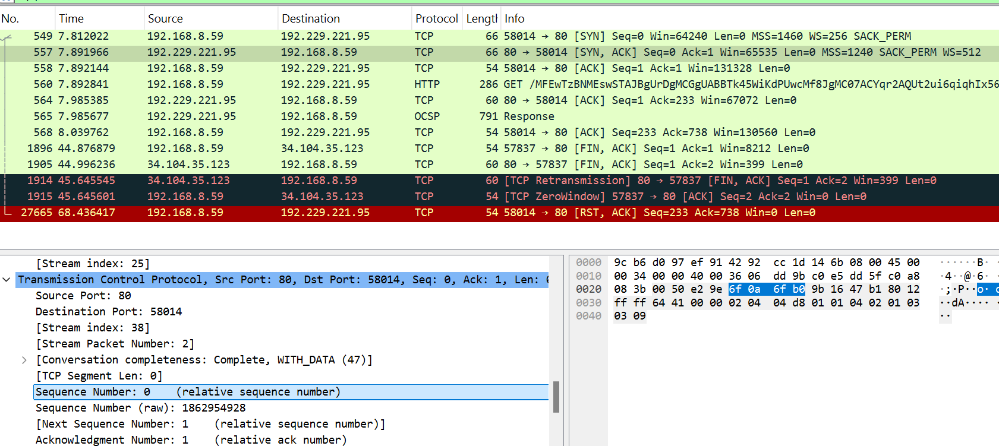 No. Time Source Destination Protocol Length Info
549 7.812022 192.168.8.59 192.229.221.95 TCP 66 58014 → 80 [SYN] Seq=0 Win=64240 Len=0 MSS=1460 WS=256 SACK_PERM
557 7.891966 192.229.221.95 192.168.8.59 TCP 66 80 → 58014 [SYN, ACK] Seq=0 Ack=1 Win=65535 Len=0 MSS=1240 SACK_PERM WS=512
558 7.892144 192.168.8.59 192.229.221.95 TCP 54 58014 → 80 [ACK] Seq=1 Ack=1 Win=131328 Len=0
560 7.892841 192.168.8.59 192.229.221.95 HTTP 286 GET /MFEwTzBNMEswSTAJBgUrDgMCGgUABBTk45WiKdPUwcMf8JgMC07ACYqr2AQUt2ui6qiqhIx56
564 7.985385 192.229.221.95 192.168.8.59 TCP 60 80 → 58014 [ACK] Seq=1 Ack=233 Win=67072 Len=0
565 7.985677 192.229.221.95 192.168.8.59 OCSP 791 Response
568 8.039762 192.168.8.59 192.229.221.95 TCP 54 58014 → 80 [ACK] Seq=233 Ack=738 Win=130560 Len=0
1896 44.876879 192.168.8.59 34.104.35.123 TCP 54 57837 → 80 [FIN, ACK] Seq=1 Ack=1 Win=8212 Len=0
1905 44.996236 34.104.35.123 192.168.8.59 TCP 60 80 → 57837 [FIN, ACK] Seq=1 Ack=2 Win=399 Len=0
1914 45.645545 34.104.35.123 192.168.8.59 TCP 60 [TCP Retransmission] 80 → 57837 [FIN, ACK] Seq=1 Ack=2 Win=399 Len=0
1915 45.645601 192.168.8.59 34.104.35.123 TCP 54 [TCP ZeroWindow] 57837 → 80 [ACK] Seq=2 Ack=2 Win=0 Len=0
27665 68.436417 192.168.8.59 192.229.221.95 TCP 54 58014 → 80 [RST, ACK] Seq=233 Ack=738 Win=0 Len=0
[Stream index: 25]
Transmission Control Protocol, Src Port: 80, Dst Port: 58014, Seq: 0, Ack: 1, Len: 0
Source Port: 80
Destination Port: 58014
[Stream index: 38]
[Stream Packet Number: 2]
[Conversation completeness: Complete, WITH_DATA (47)]
[TCP Segment Len: 0]
Sequence Number: 0 (relative sequence number)
Sequence Number (raw): 1862954928
[Next Sequence Number: 1 (relative sequence number)]
Acknowledgment Number: 1 (relative ack number)
0000 9c b6 d0 97 ef 91 42 92 cc 1d 14 6b 08 00 45 00 ······B·
0010 00 34 00 00 40 00 36 06 dd 9b c0 e5 dd 5f c0 a8 ·4··@·6·
0020 08 3b 00 50 e2 9e 6f 0a 6f b0 9b 16 47 b1 80 12 ·;·P··o·
0030 ff ff 64 41 00 00 02 04 04 d8 01 01 04 02 01 03 ··dA····
0040 03 09 ··